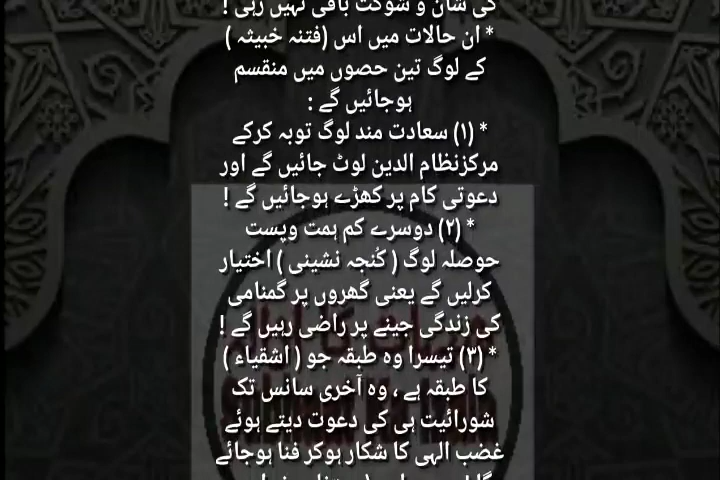 کی شان و شوکت باقی نہیں رہی !
* ان حالات میں اس (فتنہ خبیثہ )
کے لوگ تین حصوں میں منقسم
ہوجائیں گے :
* (۱) سعادت مند لوگ توبہ کرکے
مرکزنظام الدین لوٹ جائیں گے اور
دعوتی کام پر کھڑے ہوجائیں گے !
* (۲) دوسرے کم ہمت وپست
حوصلہ لوگ ( کُنجہ نشینی ) اختیار
کرلیں گے یعنی گھروں پر گمنامی
کی زندگی جینے پر راضی رہیں گے !
* (۳) تیسرا وہ طبقہ جو ( اشقیاء )
کا طبقہ ہے ، وہ آخری سانس تک
شورائیت ہی کی دعوت دیتے ہوئے
غضب الہی کا شکار ہوکر فنا ہوجائے